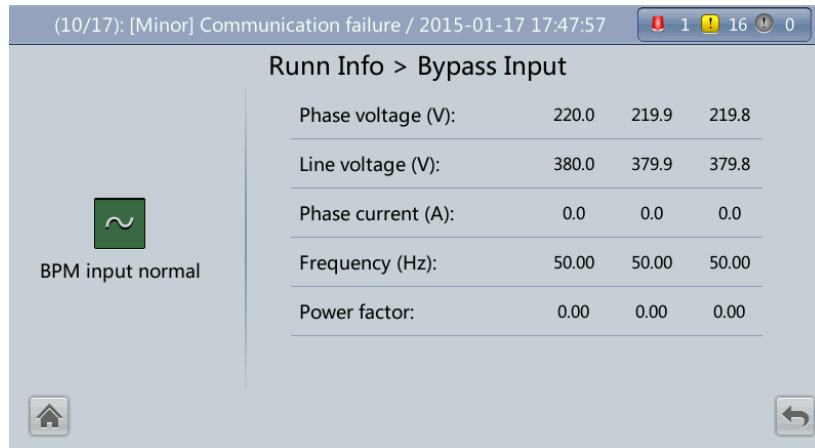 (10/17): [Minor] Communication failure / 2015-01-17 17:47:57 1 16 0
Runn Info > Bypass Input
Phase voltage (V): 220.0 219.9 219.8
Line voltage (V): 380.0 379.9 379.8
Phase current (A): 0.0 0.0 0.0
BPM input normal
Frequency (Hz): 50.00 50.00 50.00
Power factor: 0.00 0.00 0.00